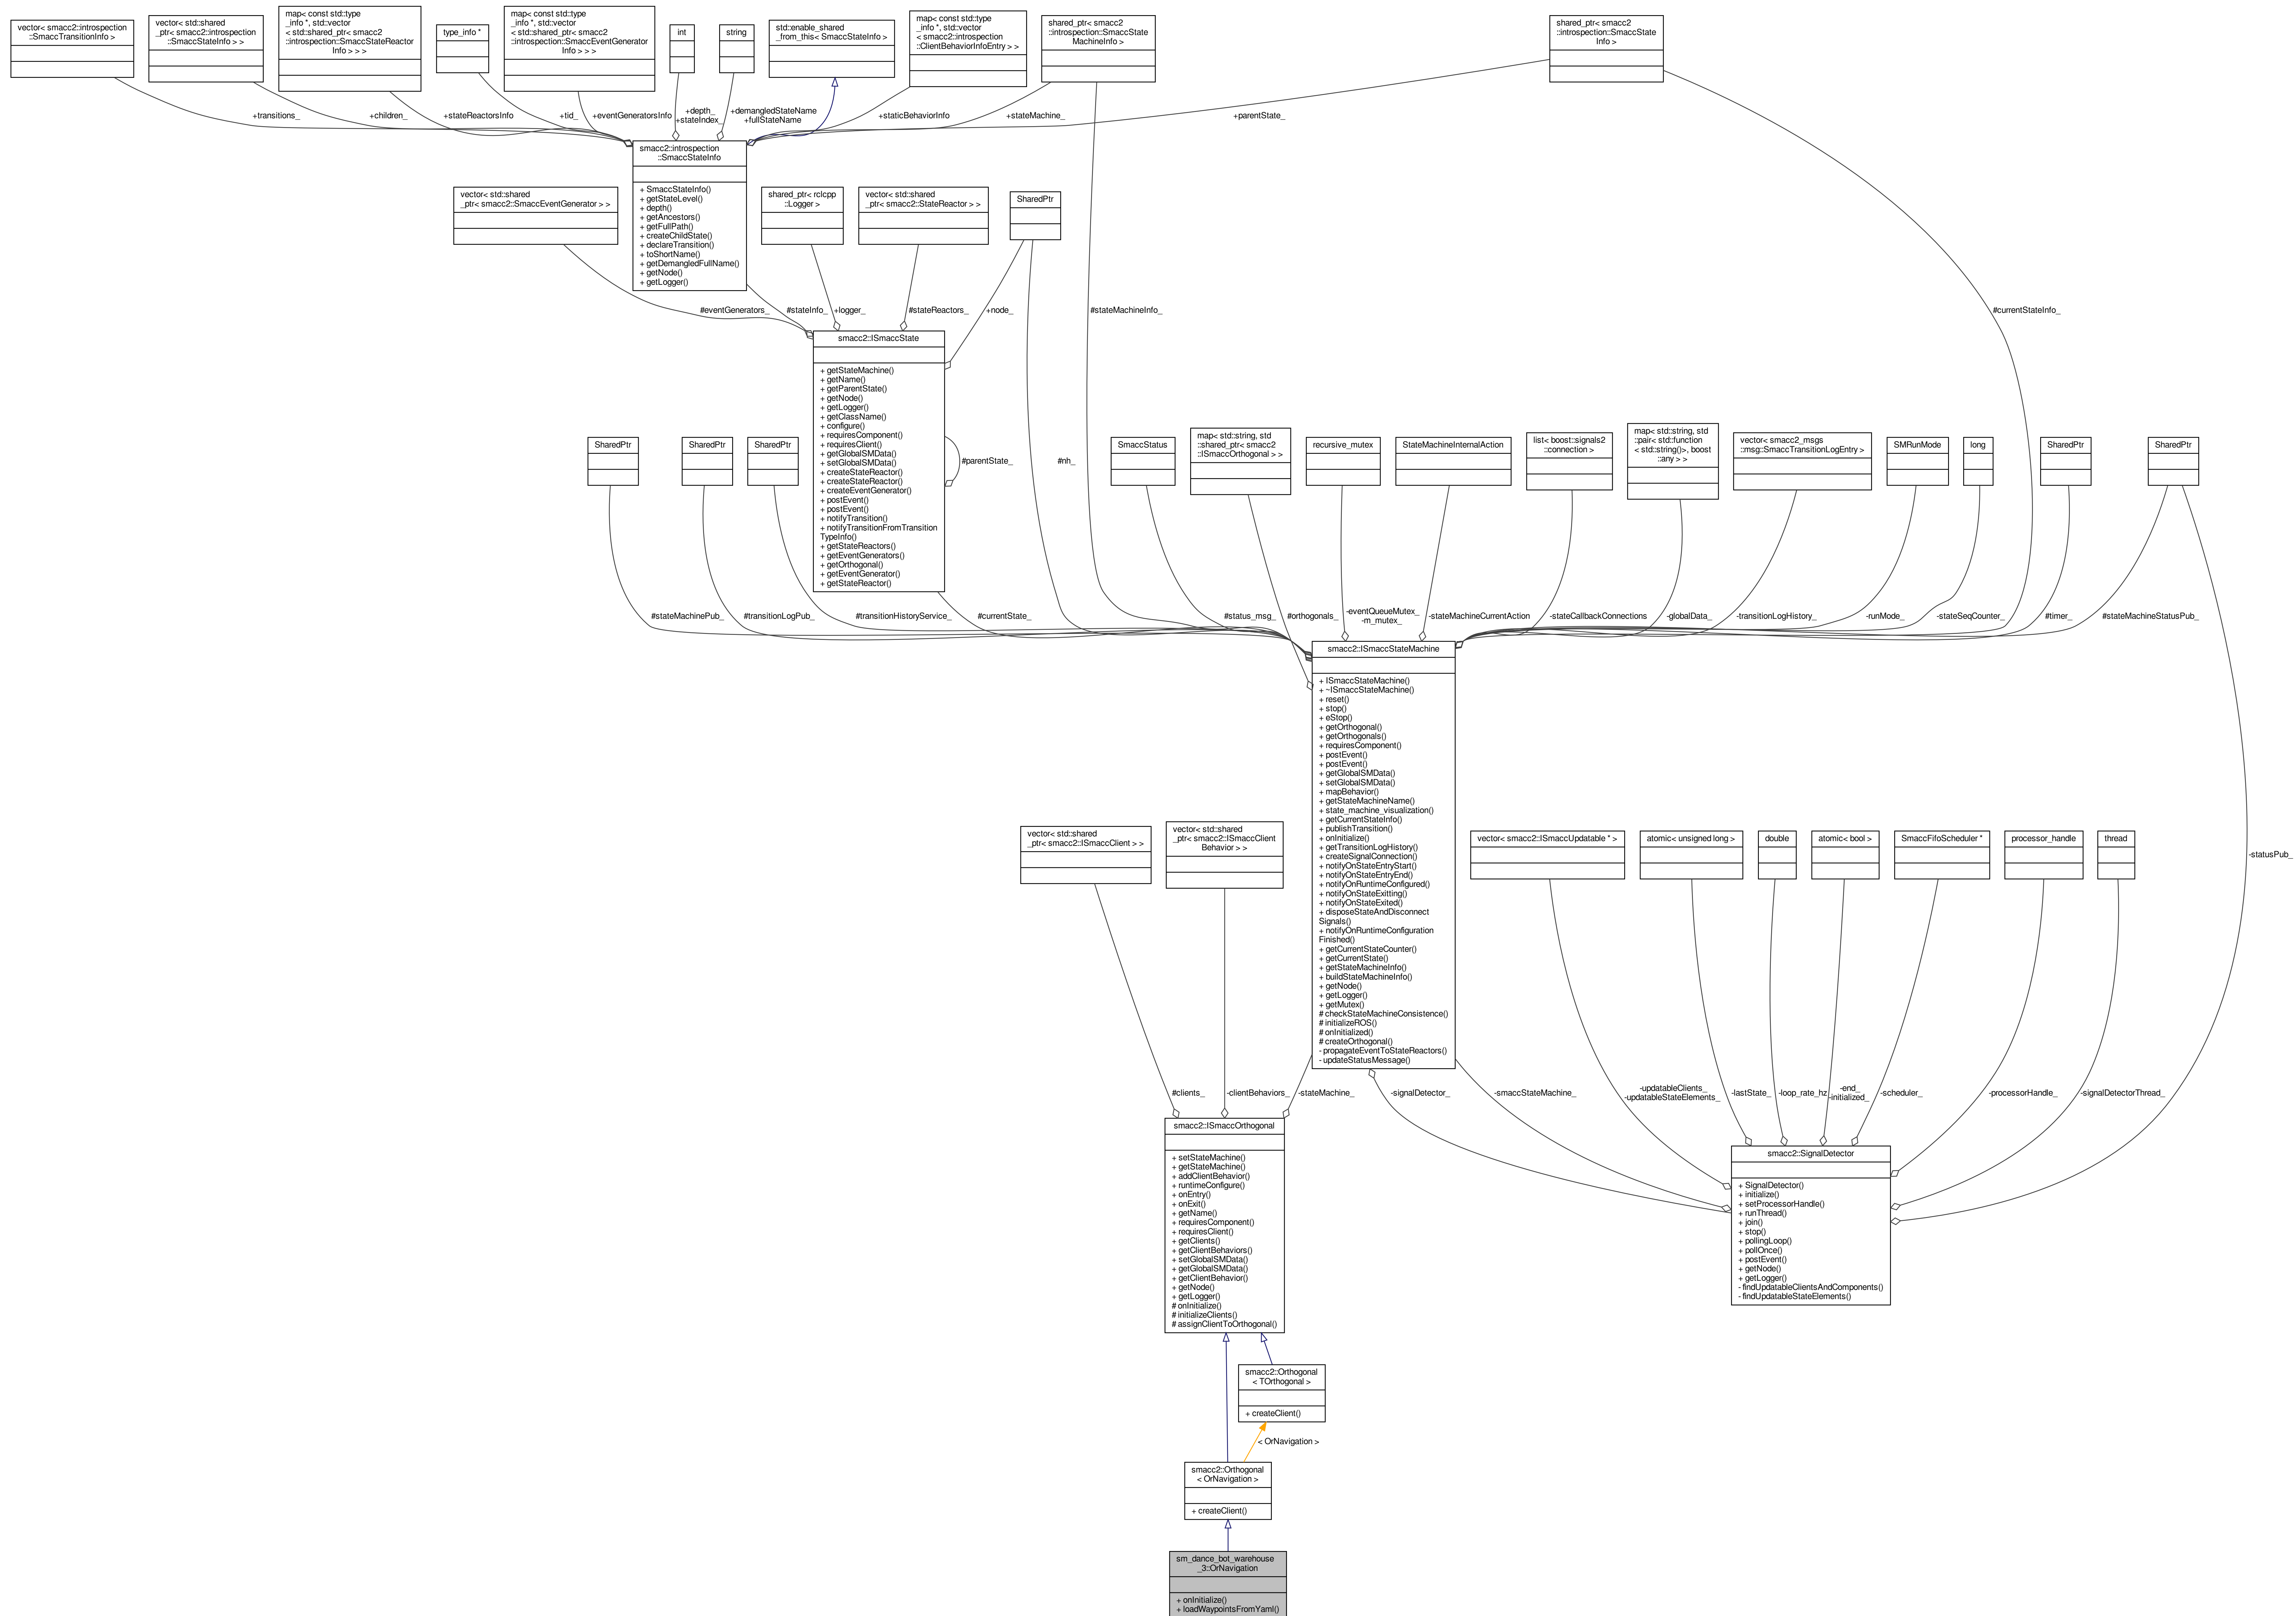 vector< smacc2::introspection
::SmaccTransitionInfo >
vector< std::shared
_ptr< smacc2::introspection
::SmaccStateInfo > >
map< const std::type
_info *, std::vector
< std::shared_ptr< smacc2
::introspection::SmaccStateReactor
Info > > >
type_info *
map< const std::type
_info *, std::vector
< std::shared_ptr< smacc2
::introspection::SmaccEventGenerator
Info > > >
int
string
std::enable_shared
_from_this< SmaccStateInfo >
map< const std::type
_info *, std::vector
< smacc2::introspection
::ClientBehaviorInfoEntry > >
shared_ptr< smacc2
::introspection::SmaccState
MachineInfo >
shared_ptr< smacc2
::introspection::SmaccState
Info >
+transitions_
+children_
+stateReactorsInfo
+tid_
+eventGeneratorsInfo
+depth_
+stateIndex_
+demangledStateName
+fullStateName
+staticBehaviorInfo
+stateMachine_
+parentState_
smacc2::introspection
::SmaccStateInfo
+ SmaccStateInfo()
+ getStateLevel()
+ depth()
+ getAncestors()
+ getFullPath()
+ createChildState()
+ declareTransition()
+ toShortName()
+ getDemangledFullName()
+ getNode()
+ getLogger()
vector< std::shared
_ptr< smacc2::SmaccEventGenerator > >
shared_ptr< rclcpp
::Logger >
vector< std::shared
_ptr< smacc2::StateReactor > >
SharedPtr
#eventGenerators_
#stateInfo_
+logger_
#stateReactors_
+node_
#stateMachineInfo_
#currentStateInfo_
smacc2::ISmaccState
+ getStateMachine()
+ getName()
+ getParentState()
+ getNode()
+ getLogger()
+ getClassName()
+ configure()
+ requiresComponent()
+ requiresClient()
+ getGlobalSMData()
+ setGlobalSMData()
+ createStateReactor()
+ createStateReactor()
+ createEventGenerator()
+ postEvent()
+ postEvent()
+ notifyTransition()
+ notifyTransitionFromTransition
TypeInfo()
+ getStateReactors()
+ getEventGenerators()
+ getOrthogonal()
+ getEventGenerator()
+ getStateReactor()
#parentState_
#nh_
SharedPtr
SharedPtr
SharedPtr
SmaccStatus
map< std::string, std
::shared_ptr< smacc2
::ISmaccOrthogonal > >
recursive_mutex
StateMachineInternalAction
list< boost::signals2
::connection >
map< std::string, std
::pair< std::function
< std::string()>, boost
::any > >
vector< smacc2_msgs
::msg::SmaccTransitionLogEntry >
SMRunMode
long
SharedPtr
SharedPtr
#stateMachinePub_
#transitionLogPub_
#transitionHistoryService_
#currentState_
#status_msg_
#orthogonals_
-eventQueueMutex_
-m_mutex_
-stateMachineCurrentAction
-stateCallbackConnections
-globalData_
-transitionLogHistory_
-runMode_
-stateSeqCounter_
#timer_
#stateMachineStatusPub_
smacc2::ISmaccStateMachine
+ ISmaccStateMachine()
+ ~ISmaccStateMachine()
+ reset()
+ stop()
+ eStop()
+ getOrthogonal()
+ getOrthogonals()
+ requiresComponent()
+ postEvent()
+ postEvent()
+ getGlobalSMData()
+ setGlobalSMData()
+ mapBehavior()
+ getStateMachineName()
+ state_machine_visualization()
+ getCurrentStateInfo()
+ publishTransition()
+ onInitialize()
+ getTransitionLogHistory()
+ createSignalConnection()
+ notifyOnStateEntryStart()
+ notifyOnStateEntryEnd()
+ notifyOnRuntimeConfigured()
+ notifyOnStateExitting()
+ notifyOnStateExited()
+ disposeStateAndDisconnect
Signals()
+ notifyOnRuntimeConfiguration
Finished()
+ getCurrentStateCounter()
+ getCurrentState()
+ getStateMachineInfo()
+ buildStateMachineInfo()
+ getNode()
+ getLogger()
+ getMutex()
# checkStateMachineConsistence()
# initializeROS()
# onInitialized()
# createOrthogonal()
- propagateEventToStateReactors()
- updateStatusMessage()
vector< std::shared
_ptr< smacc2::ISmaccClient > >
vector< std::shared
_ptr< smacc2::ISmaccClient
Behavior > >
vector< smacc2::ISmaccUpdatable * >
atomic< unsigned long >
double
atomic< bool >
SmaccFifoScheduler *
processor_handle
thread
-statusPub_
#clients_
-clientBehaviors_
-stateMachine_
-signalDetector_
-smaccStateMachine_
-updatableClients_
-updatableStateElements_
-lastState_
-loop_rate_hz
-end_
-initialized_
-scheduler_
-processorHandle_
-signalDetectorThread_
smacc2::ISmaccOrthogonal
+ setStateMachine()
+ getStateMachine()
+ addClientBehavior()
+ runtimeConfigure()
+ onEntry()
+ onExit()
+ getName()
+ requiresComponent()
+ requiresClient()
+ getClients()
+ getClientBehaviors()
+ setGlobalSMData()
+ getGlobalSMData()
+ getClientBehavior()
+ getNode()
+ getLogger()
# onInitialize()
# initializeClients()
# assignClientToOrthogonal()
smacc2::SignalDetector
+ SignalDetector()
+ initialize()
+ setProcessorHandle()
+ runThread()
+ join()
+ stop()
+ pollingLoop()
+ pollOnce()
+ postEvent()
+ getNode()
+ getLogger()
- findUpdatableClientsAndComponents()
- findUpdatableStateElements()
smacc2::Orthogonal
< TOrthogonal >
+ createClient()
< OrNavigation >
smacc2::Orthogonal
< OrNavigation >
+ createClient()
sm_dance_bot_warehouse
_3::OrNavigation
+ onInitialize()
+ loadWaypointsFromYaml()